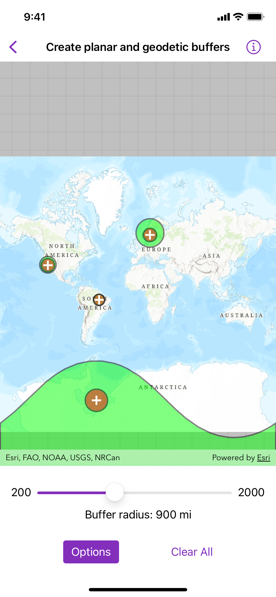 9:41
Create planar and geodetic buffers
NORTH
AMERICA
EUROPE
ASIA
AFRICA
SOUTH
AMERICA
AUSTRALIA
ANTARCTICA
Esri, FAO, NOAA, USGS, NRCan
Powered by Esri
200
2000
Buffer radius: 900 mi
Options
Clear All